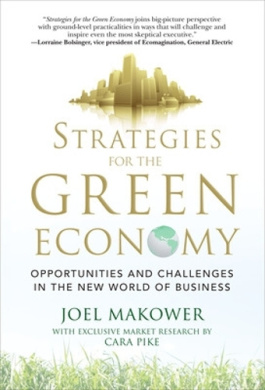 "Strategies for the Green Economy joins big-picture perspective
with ground-level practicalities in ways that will challenge and
inspire even the most skeptical executive."
—Lorraine Bolsinger, vice president of Ecomagination, General Electric
STRATEGIES
FOR THE
GREEN
ECONOMY
OPPORTUNITIES AND CHALLENGES
IN THE NEW WORLD OF BUSINESS
JOEL MAKOWER
WITH EXCLUSIVE MARKET RESEARCH BY
CARA PIKE